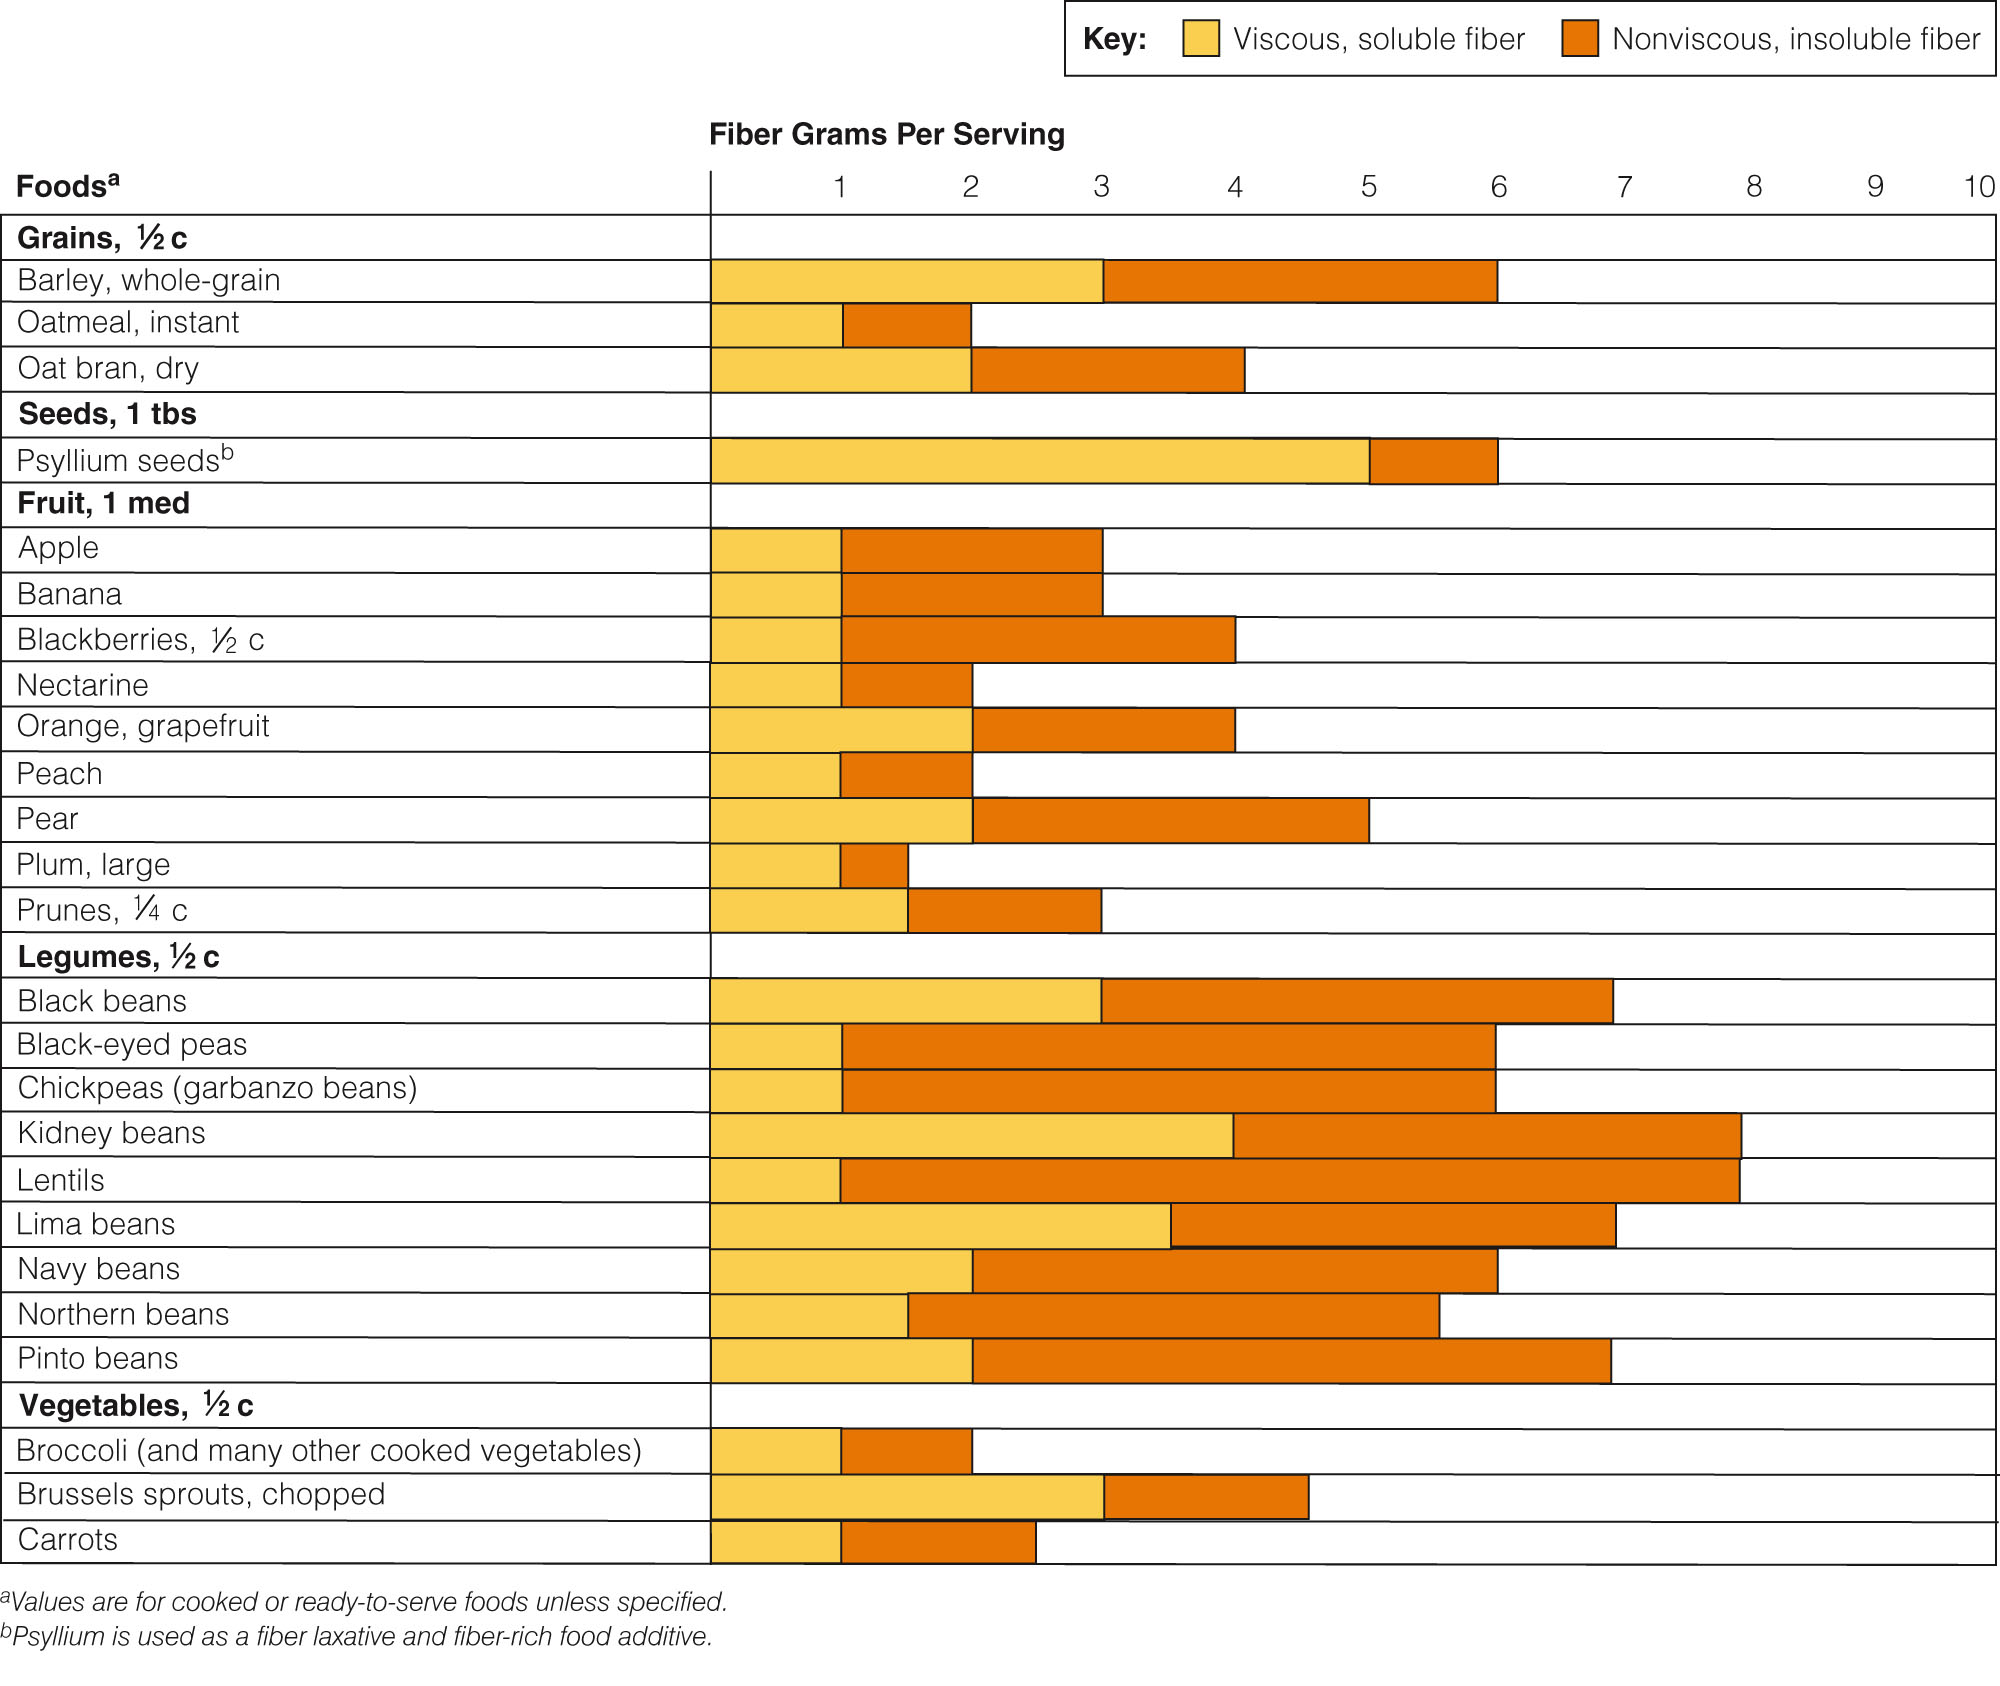 Key: Viscous, soluble fiber Nonviscous, insoluble fiber
Fiber Grams Per Serving
Foodsᵃ 1 2 3 4 5 6 7 8 9 10
Grains, ½ c
Barley, whole-grain
Oatmeal, instant
Oat bran, dry
Seeds, 1 tbs
Psyllium seedsᵇ
Fruit, 1 med
Apple
Banana
Blackberries, ½ c
Nectarine
Orange, grapefruit
Peach
Pear
Plum, large
Prunes, ¼ c
Legumes, ½ c
Black beans
Black-eyed peas
Chickpeas (garbanzo beans)
Kidney beans
Lentils
Lima beans
Navy beans
Northern beans
Pinto beans
Vegetables, ½ c
Broccoli (and many other cooked vegetables)
Brussels sprouts, chopped
Carrots
ᵃValues are for cooked or ready-to-serve foods unless specified.
ᵇPsyllium is used as a fiber laxative and fiber-rich food additive.